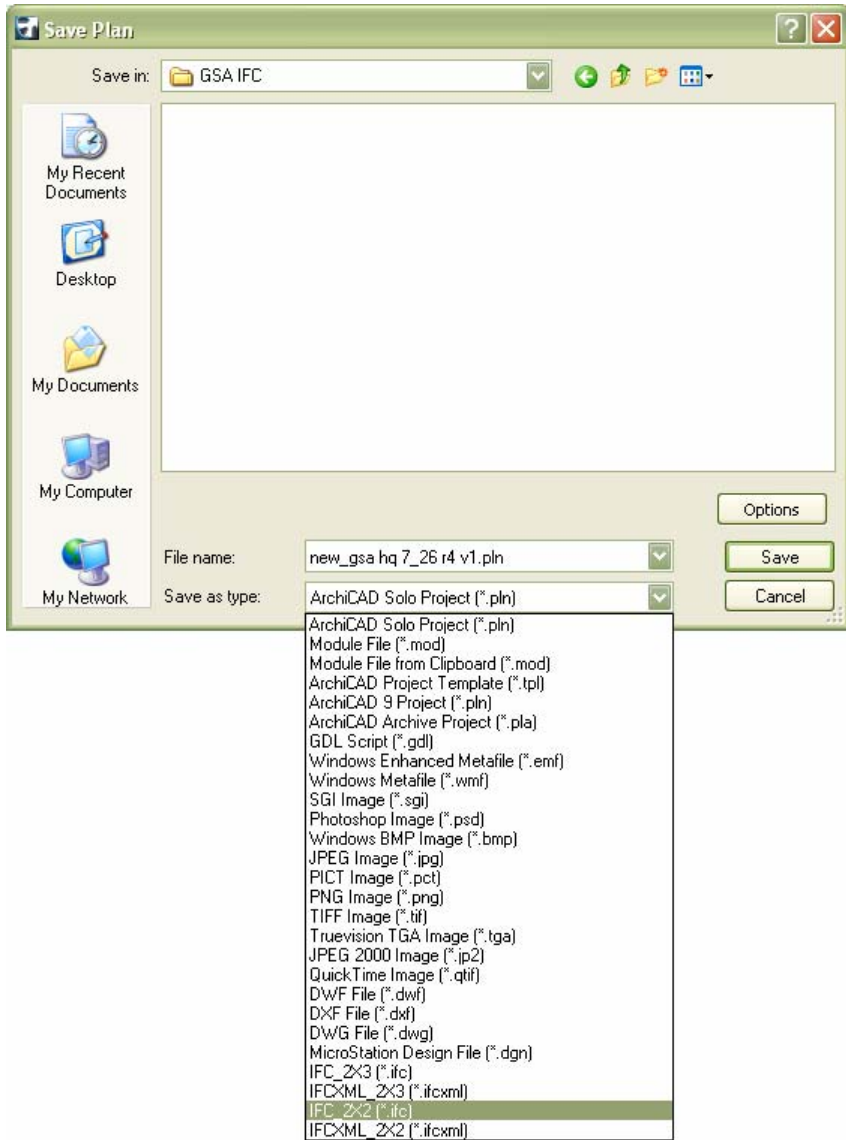 Save Plan
Save in:
GSA IFC
My Recent
Documents
Desktop
My Documents
My Computer
My Network
Options
File name:
new_gsa hq 7_26 r4 v1.pln
Save
Save as type:
ArchiCAD Solo Project (*.pln)
Cancel
ArchiCAD Solo Project (*.pln)
Module File (*.mod)
Module File from Clipboard (*.mod)
ArchiCAD Project Template (*.tpl)
ArchiCAD 9 Project (*.pln)
ArchiCAD Archive Project (*.pla)
GDL Script (*.gdl)
Windows Enhanced Metafile (*.emf)
Windows Metafile (*.wmf)
SGI Image (*.sgi)
Photoshop Image (*.psd)
Windows BMP Image (*.bmp)
JPEG Image (*.jpg)
PICT Image (*.pct)
PNG Image (*.png)
TIFF Image (*.tif)
Truevision TGA Image (*.tga)
JPEG 2000 Image (*.jp2)
QuickTime Image (*.qtif)
DWF File (*.dwf)
DXF File (*.dxf)
DWG File (*.dwg)
MicroStation Design File (*.dgn)
IFC_2X3 (*.ifc)
IFCXML_2X3 (*.ifcxml)
IFC_2X2 (*.ifc)
IFCXML_2X2 (*.ifcxml)